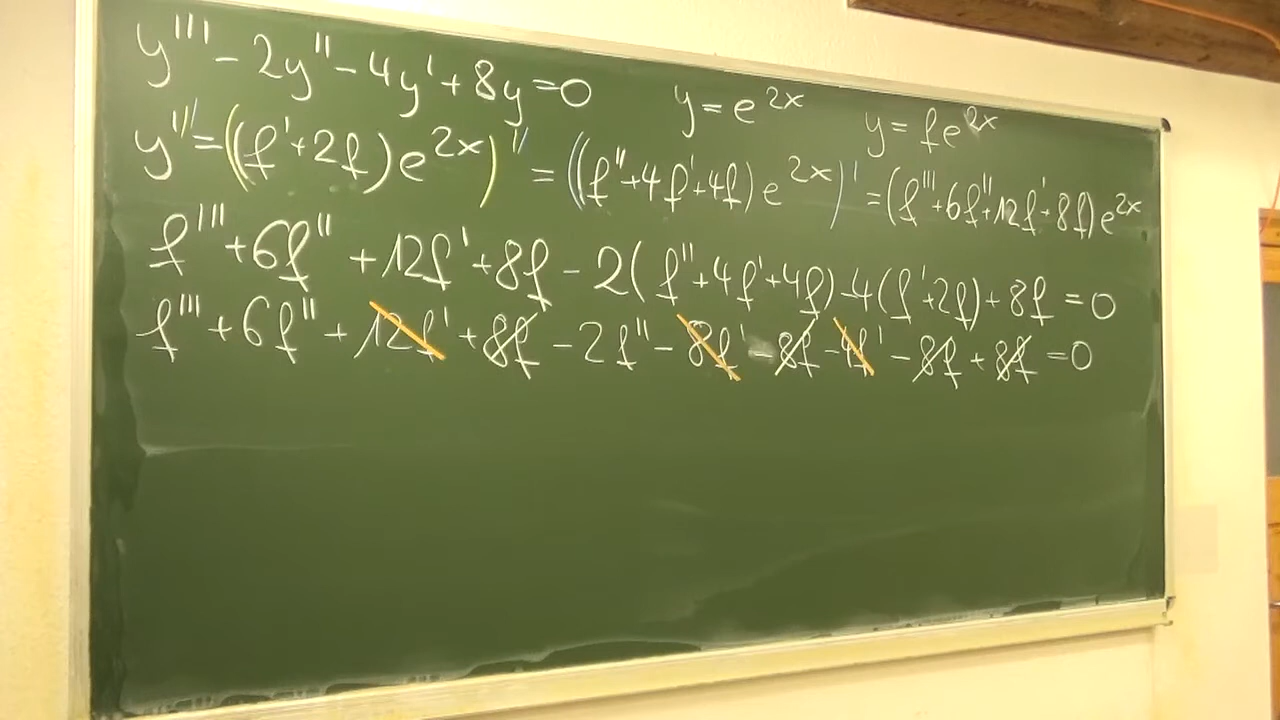 y''' - 2y'' - 4y' + 8y = 0 y = e^{2x} y = fe^{2x}
y''' = ((f' + 2f)e^{2x})'' = ((f'' + 4f' + 4f)e^{2x})' = (f''' + 6f'' + 12f' + 8f)e^{2x}
f''' + 6f'' + 12f' + 8f - 2(f'' + 4f' + 4f) - 4(f' + 2f) + 8f = 0
f''' + 6f'' + 12f' + 8f - 2f'' - 8f' - 8f - 4f' - 8f + 8f = 0